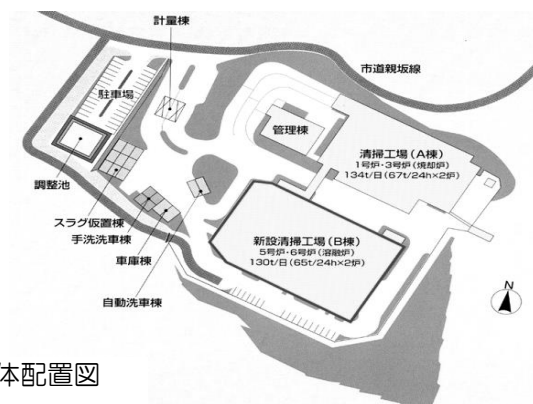 計量棟
市道親坂線
駐車場
管理棟
清掃工場（A棟）
1号炉・3号炉（焼却炉）
134t/日（67t/24h×2炉）
調整池
スラグ仮置棟
手洗洗車棟
車庫棟
自動洗車棟
新設清掃工場（B棟）
5号炉・6号炉（溶融炉）
130t/日（65t/24h×2炉）
N
体配置図